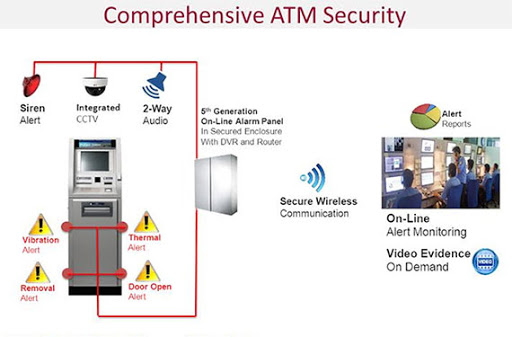 Comprehensive ATM Security
Siren
Alert
Integrated
CCTV
2-Way
Audio
5th Generation
On-Line Alarm Panel
In Secured Enclosure
With DVR and Router
Vibration
Alert
Thermal
Alert
Removal
Alert
Door Open
Alert
Secure Wireless
Communication
Alert
Reports
On-Line
Alert Monitoring
Video Evidence
On Demand
VIDEO